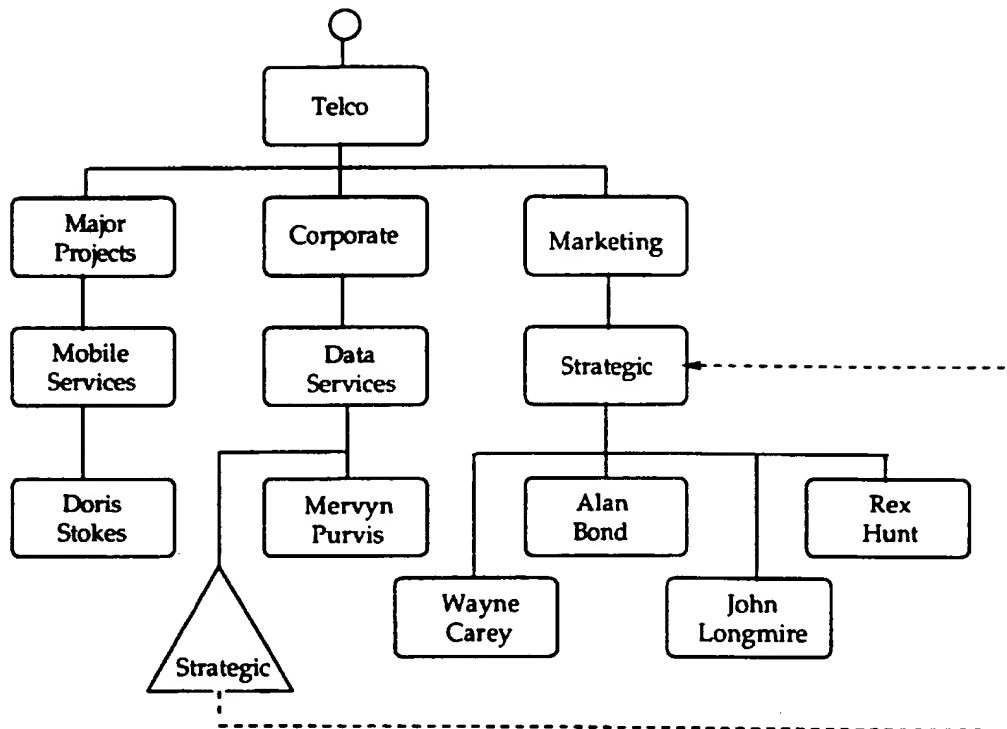 Telco
Major
Projects
Corporate
Marketing
Mobile
Services
Data
Services
Strategic
Doris
Stokes
Mervyn
Purvis
Alan
Bond
Rex
Hunt
Wayne
Carey
John
Longmire
Strategic